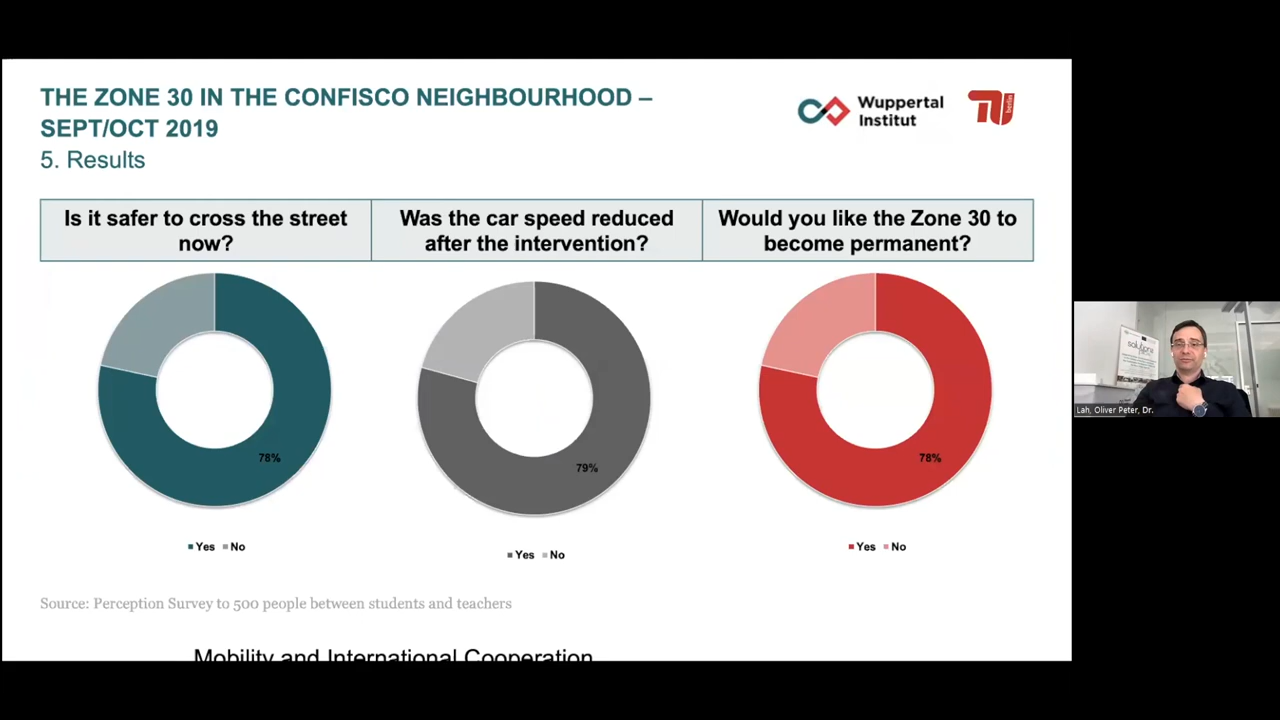 THE ZONE 30 IN THE CONFISCO NEIGHBOURHOOD –
SEPT/OCT 2019
5. Results
Wuppertal
Institut
berlin
Is it safer to cross the street
now?
Was the car speed reduced
after the intervention?
Would you like the Zone 30 to
become permanent?
78%
79%
78%
Yes No
Yes No
Yes No
Source: Perception Survey to 500 people between students and teachers
Mobility and International Cooperation
Lah, Oliver Peter, Dr.